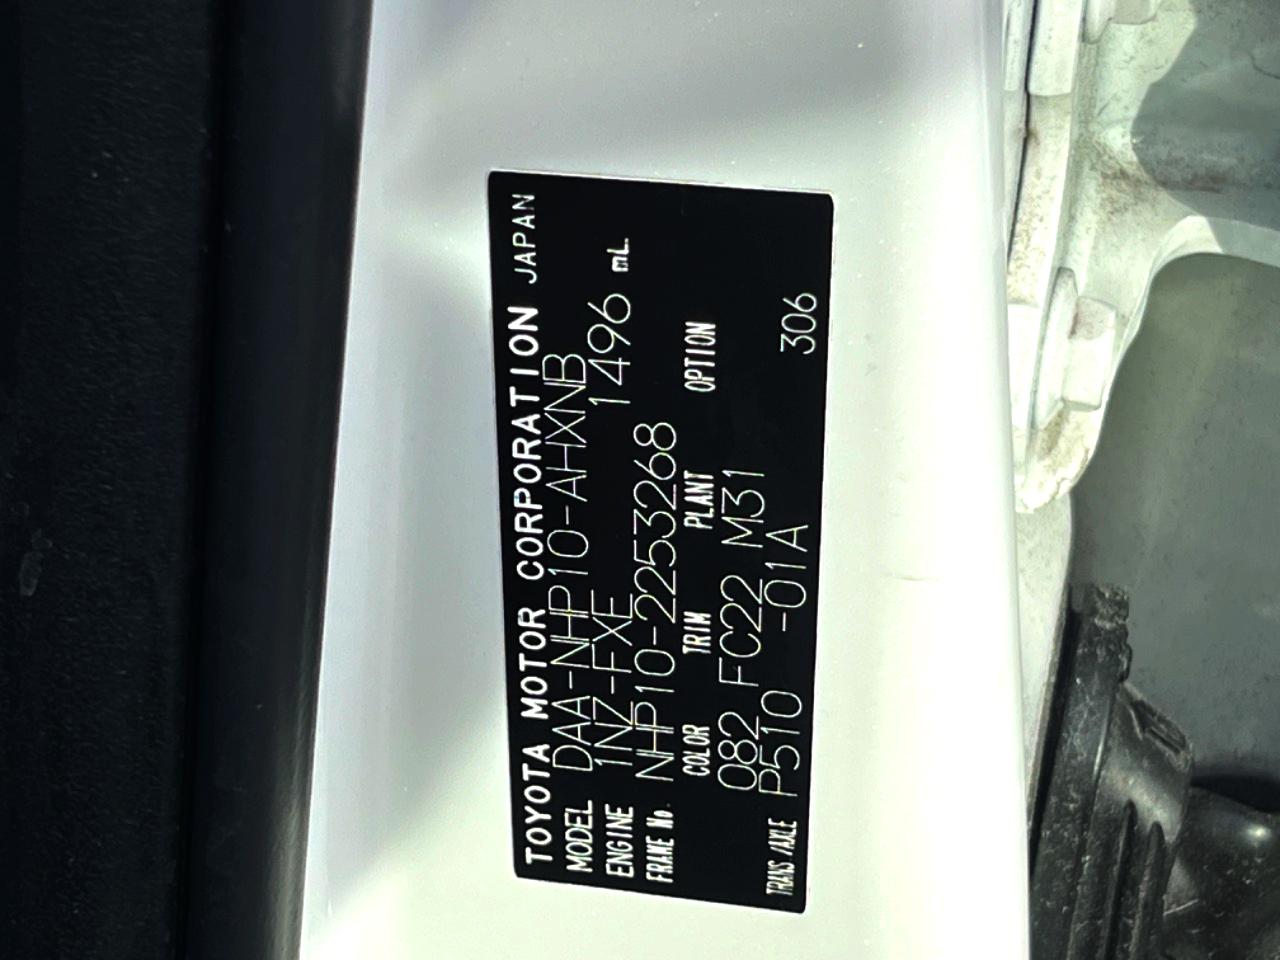 TOYOTA MOTOR CORPORATION JAPAN
MODEL DAA-NHP10-AHXNB
ENGINE 1NZ-FXE 1496 mL
FRAME No. NHP10-2253268
COLOR TRIM PLANT OPTION
082 FC22 M31
TRANS/AXLE P510 -01A 306